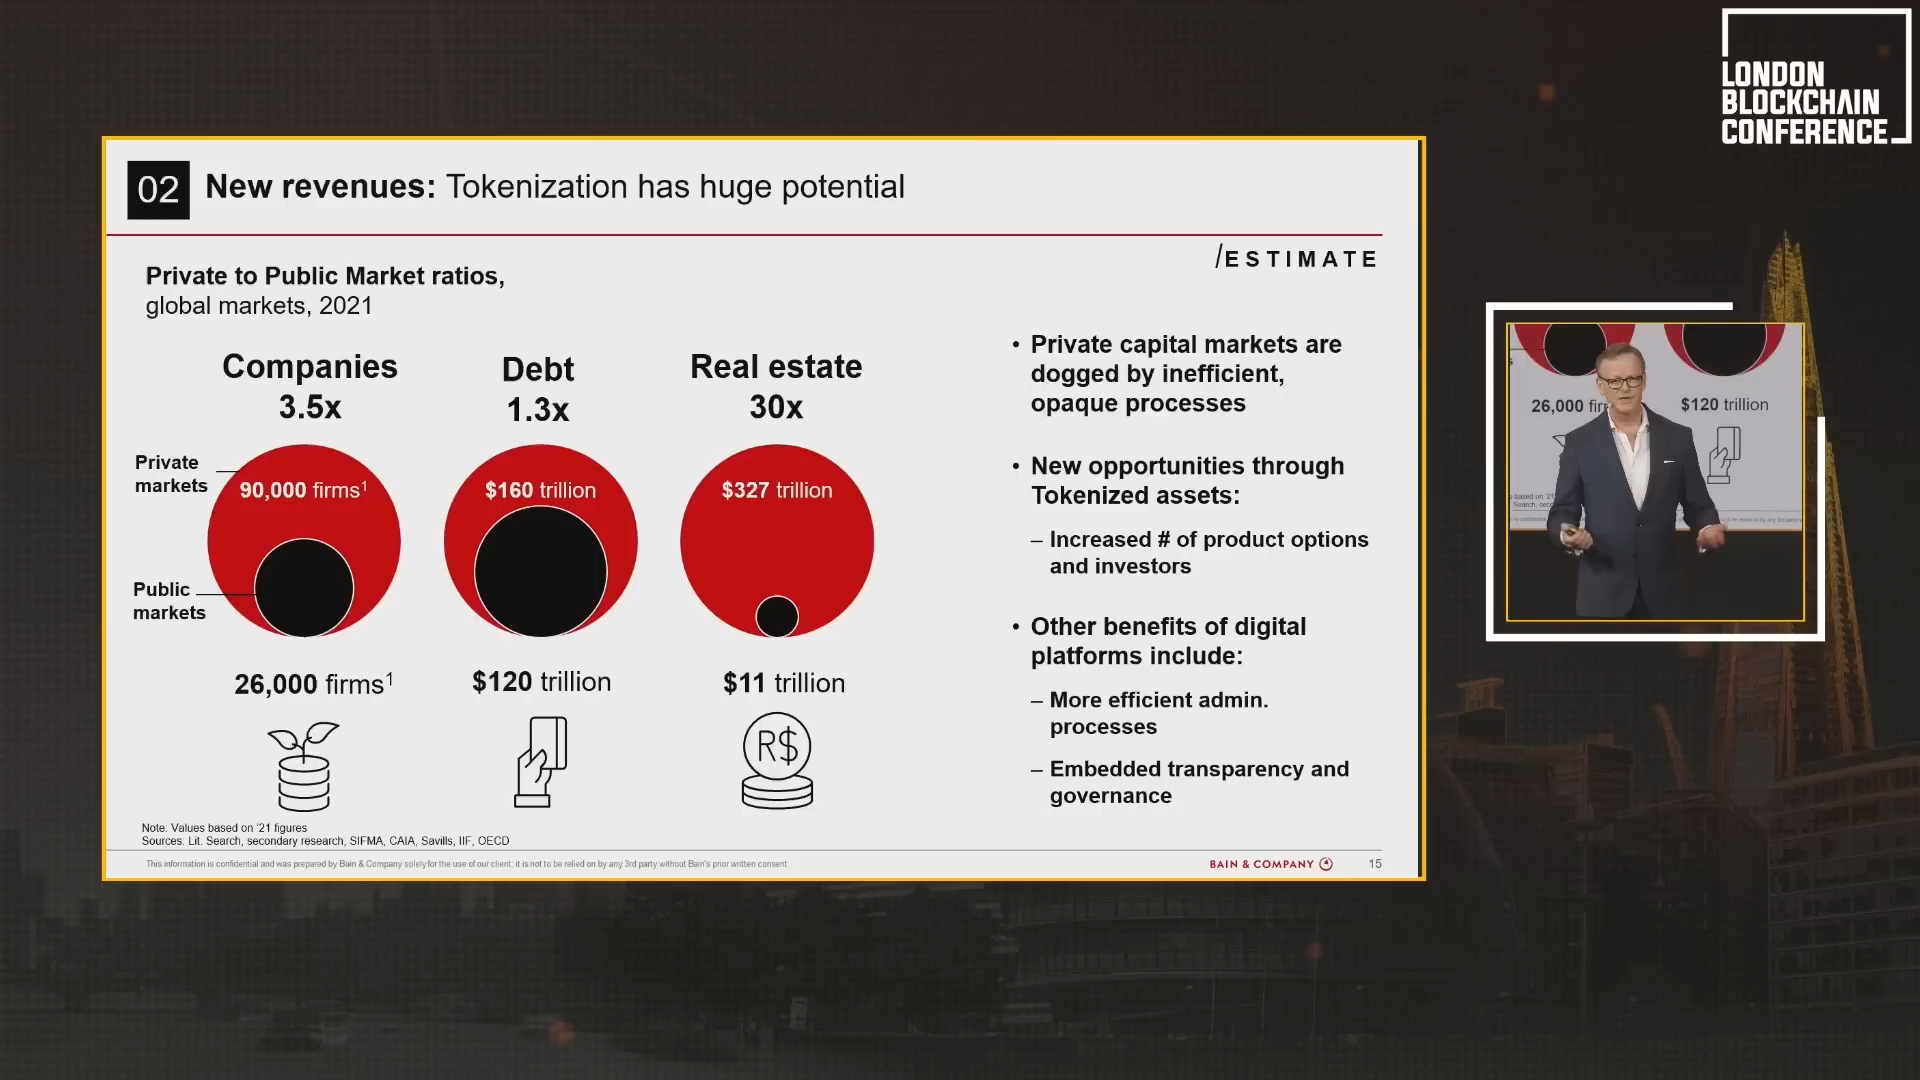 LONDON
BLOCKCHAIN
CONFERENCE
02 New revenues: Tokenization has huge potential
/ESTIMATE
Private to Public Market ratios,
global markets, 2021
Companies
3.5x
Debt
1.3x
Real estate
30x
Private
markets
90,000 firms¹
$160 trillion
$327 trillion
Public
markets
26,000 firms¹
$120 trillion
$11 trillion
R$
• Private capital markets are
dogged by inefficient,
opaque processes
• New opportunities through
Tokenized assets:
– Increased # of product options
and investors
• Other benefits of digital
platforms include:
– More efficient admin.
processes
– Embedded transparency and
governance
Note: Values based on '21 figures
Sources: Lit. Search, secondary research, SIFMA, CAIA, Savills, IIF, OECD
This information is confidential and was prepared by Bain & Company solely for the use of our client; it is not to be relied on by any 3rd party without Bain's prior written consent
BAIN & COMPANY
15
26,000 fir
$120 trillion